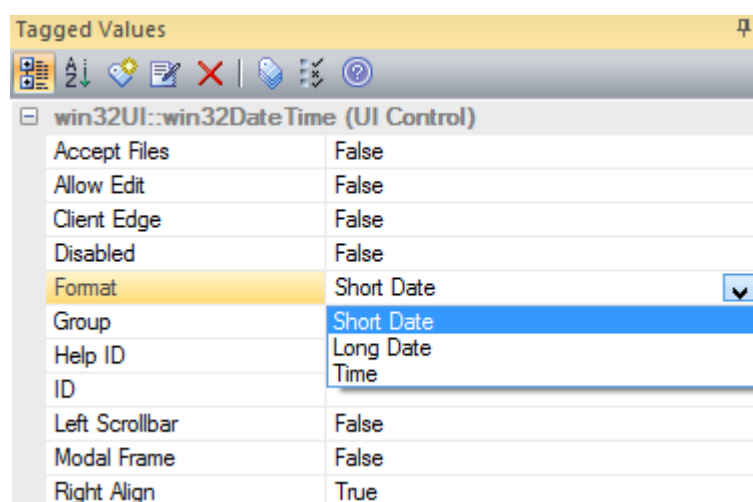 Tagged Values
win32UI::win32DateTime (UI Control)
Accept Files False
Allow Edit False
Client Edge False
Disabled False
Format Short Date
Group Short Date
Long Date
Help ID
Time
ID
Left Scrollbar False
Modal Frame False
Right Align True